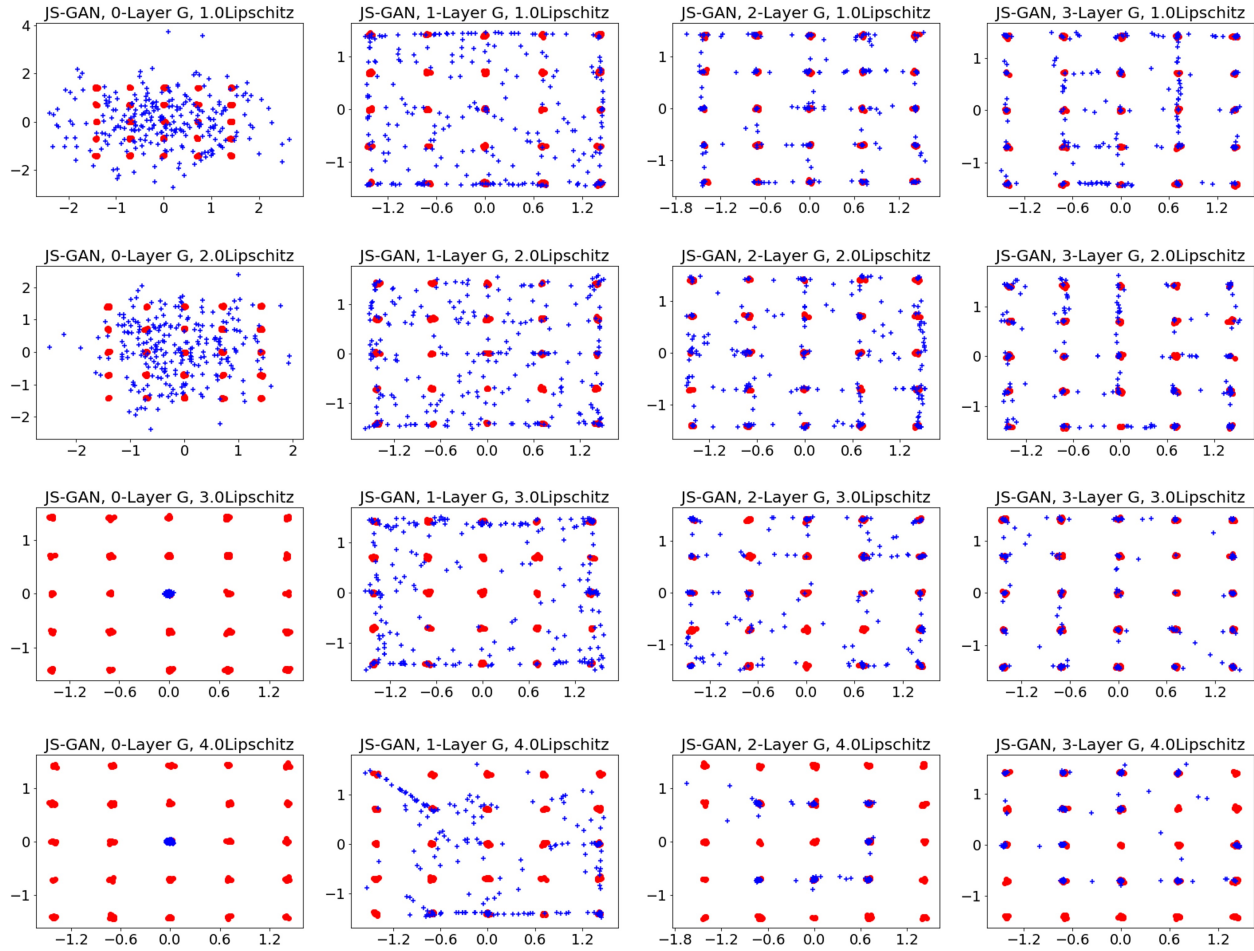 JS-GAN, 0-Layer G, 1.0Lipschitz
4
2
0
−2
−2 −1 0 1 2
JS-GAN, 1-Layer G, 1.0Lipschitz
1
0
−1
−1.2 −0.6 0.0 0.6 1.2
JS-GAN, 2-Layer G, 1.0Lipschitz
1
0
−1
−1.8 −1.2 −0.6 0.0 0.6 1.2
JS-GAN, 3-Layer G, 1.0Lipschitz
1
0
−1
−1.2 −0.6 0.0 0.6 1.2
JS-GAN, 0-Layer G, 2.0Lipschitz
2
1
0
−1
−2
−2 −1 0 1 2
JS-GAN, 1-Layer G, 2.0Lipschitz
1
0
−1
−1.2 −0.6 0.0 0.6 1.2
JS-GAN, 2-Layer G, 2.0Lipschitz
1
0
−1
−1.2 −0.6 0.0 0.6 1.2
JS-GAN, 3-Layer G, 2.0Lipschitz
1
0
−1
−1.2 −0.6 0.0 0.6 1.2
JS-GAN, 0-Layer G, 3.0Lipschitz
1
0
−1
−1.2 −0.6 0.0 0.6 1.2
JS-GAN, 1-Layer G, 3.0Lipschitz
1
0
−1
−1.2 −0.6 0.0 0.6 1.2
JS-GAN, 2-Layer G, 3.0Lipschitz
1
0
−1
−1.2 −0.6 0.0 0.6 1.2
JS-GAN, 3-Layer G, 3.0Lipschitz
1
0
−1
−1.2 −0.6 0.0 0.6 1.2
JS-GAN, 0-Layer G, 4.0Lipschitz
1
0
−1
−1.2 −0.6 0.0 0.6 1.2
JS-GAN, 1-Layer G, 4.0Lipschitz
1
0
−1
−1.2 −0.6 0.0 0.6 1.2
JS-GAN, 2-Layer G, 4.0Lipschitz
1
0
−1
−1.8 −1.2 −0.6 0.0 0.6 1.2
JS-GAN, 3-Layer G, 4.0Lipschitz
1
0
−1
−1.2 −0.6 0.0 0.6 1.2